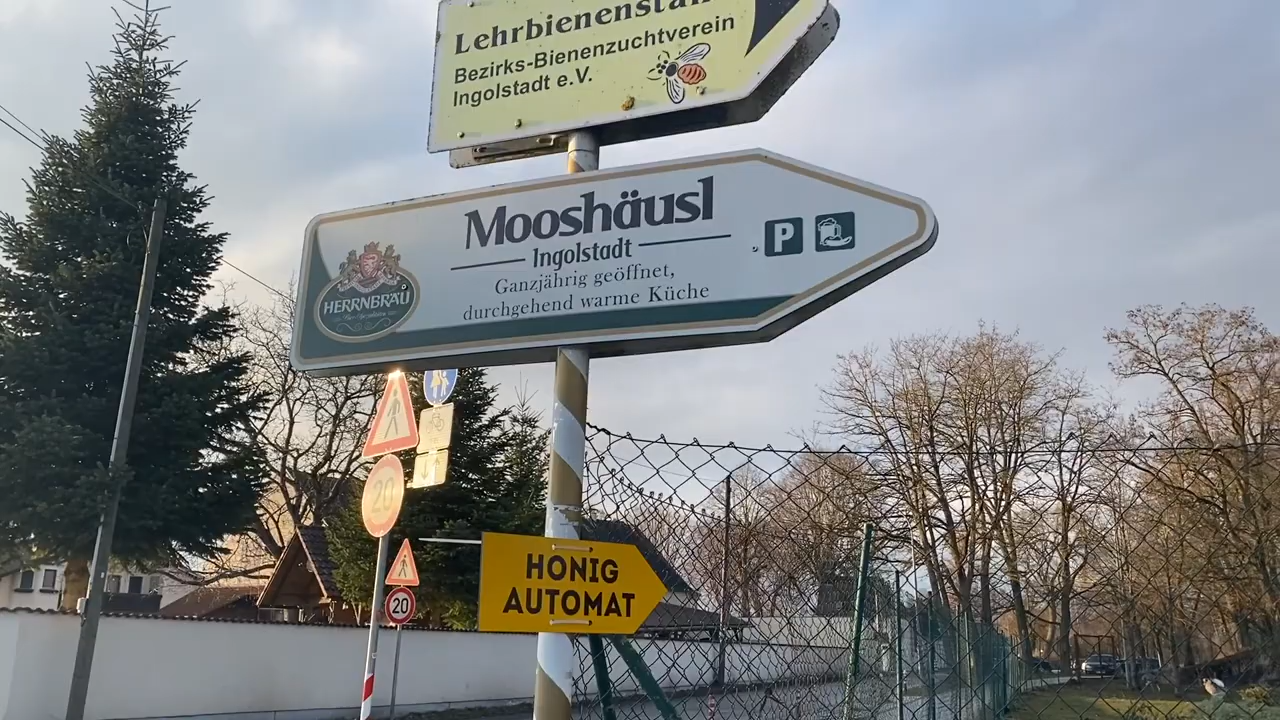 Lehrbienenstan
Bezirks-Bienenzuchtverein
Ingolstadt e.V.
Mooshäusl
Ingolstadt
Ganzjährig geöffnet,
durchgehend warme Küche
P
HERRNBRÄU
20
20
HONIG
AUTOMAT